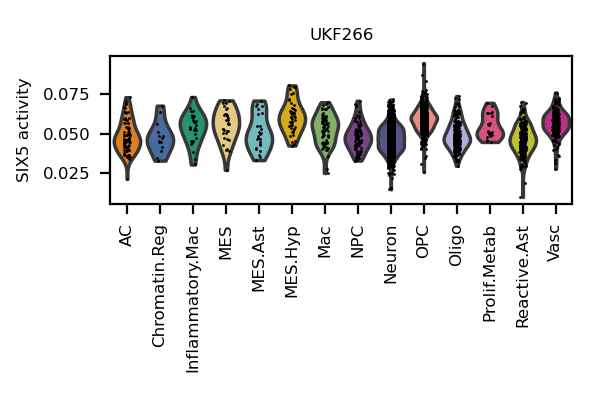 UKF266
SIX5 activity
0.075
0.050
0.025
AC
Chromatin.Reg
Inflammatory.Mac
MES
MES.Ast
MES.Hyp
Mac
NPC
Neuron
OPC
Oligo
Prolif.Metab
Reactive.Ast
Vasc